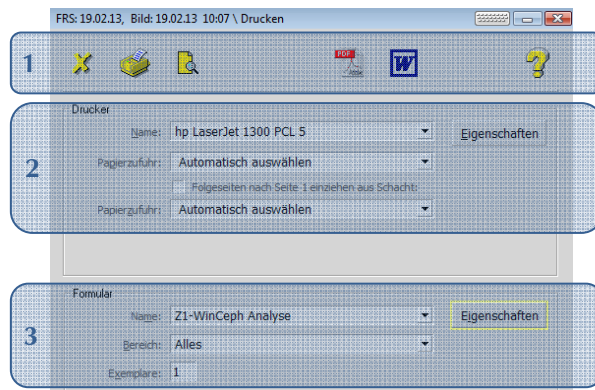 FRS: 19.02.13, Bild: 19.02.13 10:07 \ Drucken
1
PDF
W
?
Drucker
2
Name: hp LaserJet 1300 PCL 5 Eigenschaften
Papierzufuhr: Automatisch auswählen
Folgeseiten nach Seite 1 einziehen aus Schacht:
Papierzufuhr: Automatisch auswählen
Formular
3
Name: Z1-WinCeph Analyse Eigenschaften
Bereich: Alles
Exemplare: 1